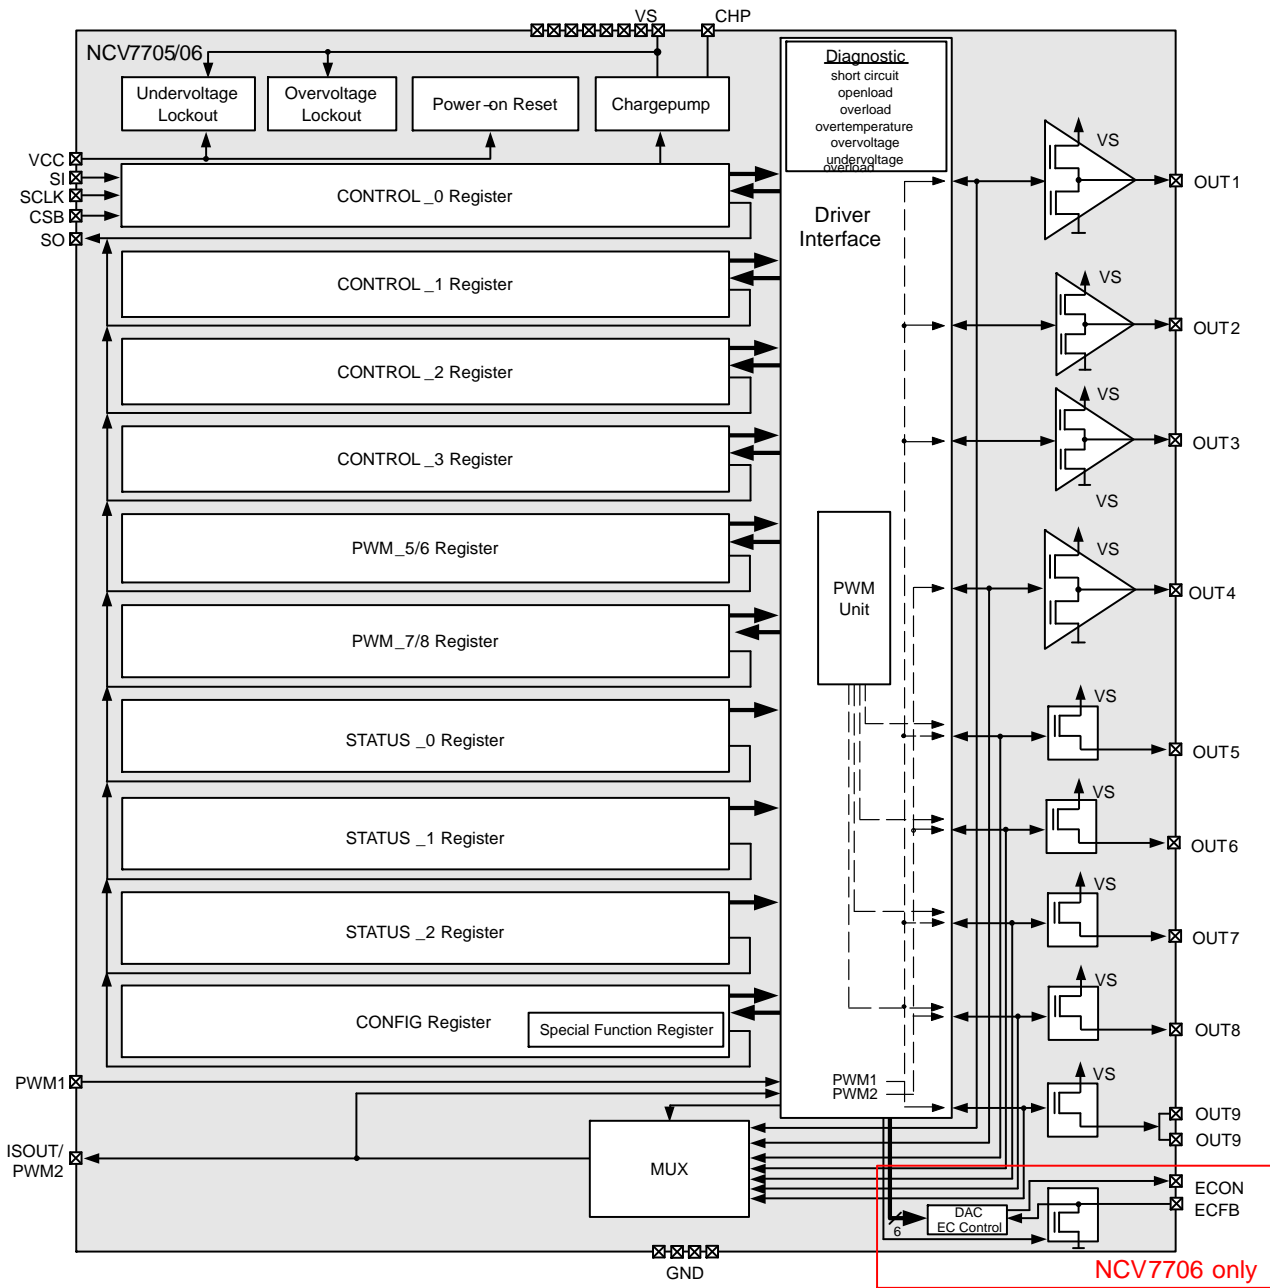 VS
CHP
NCV7705/06
Undervoltage
Lockout
Overvoltage
Lockout
Power-on Reset
Chargepump
Diagnostic
short circuit
openload
overload
overtemperature
overvoltage
undervoltage
overload
VCC
SI
SCLK
CSB
SO
CONTROL_0 Register
Driver
Interface
VS
OUT1
CONTROL_1 Register
VS
OUT2
CONTROL_2 Register
VS
OUT3
CONTROL_3 Register
VS
PWM_5/6 Register
PWM
Unit
VS
OUT4
PWM_7/8 Register
STATUS_0 Register
VS
OUT5
STATUS_1 Register
VS
OUT6
STATUS_2 Register
VS
OUT7
CONFIG Register
Special Function Register
VS
OUT8
PWM1
PWM1
PWM2
VS
OUT9
OUT9
ISOUT/
PWM2
MUX
ECON
ECFB
DAC
EC Control
6
GND
NCV7706 only